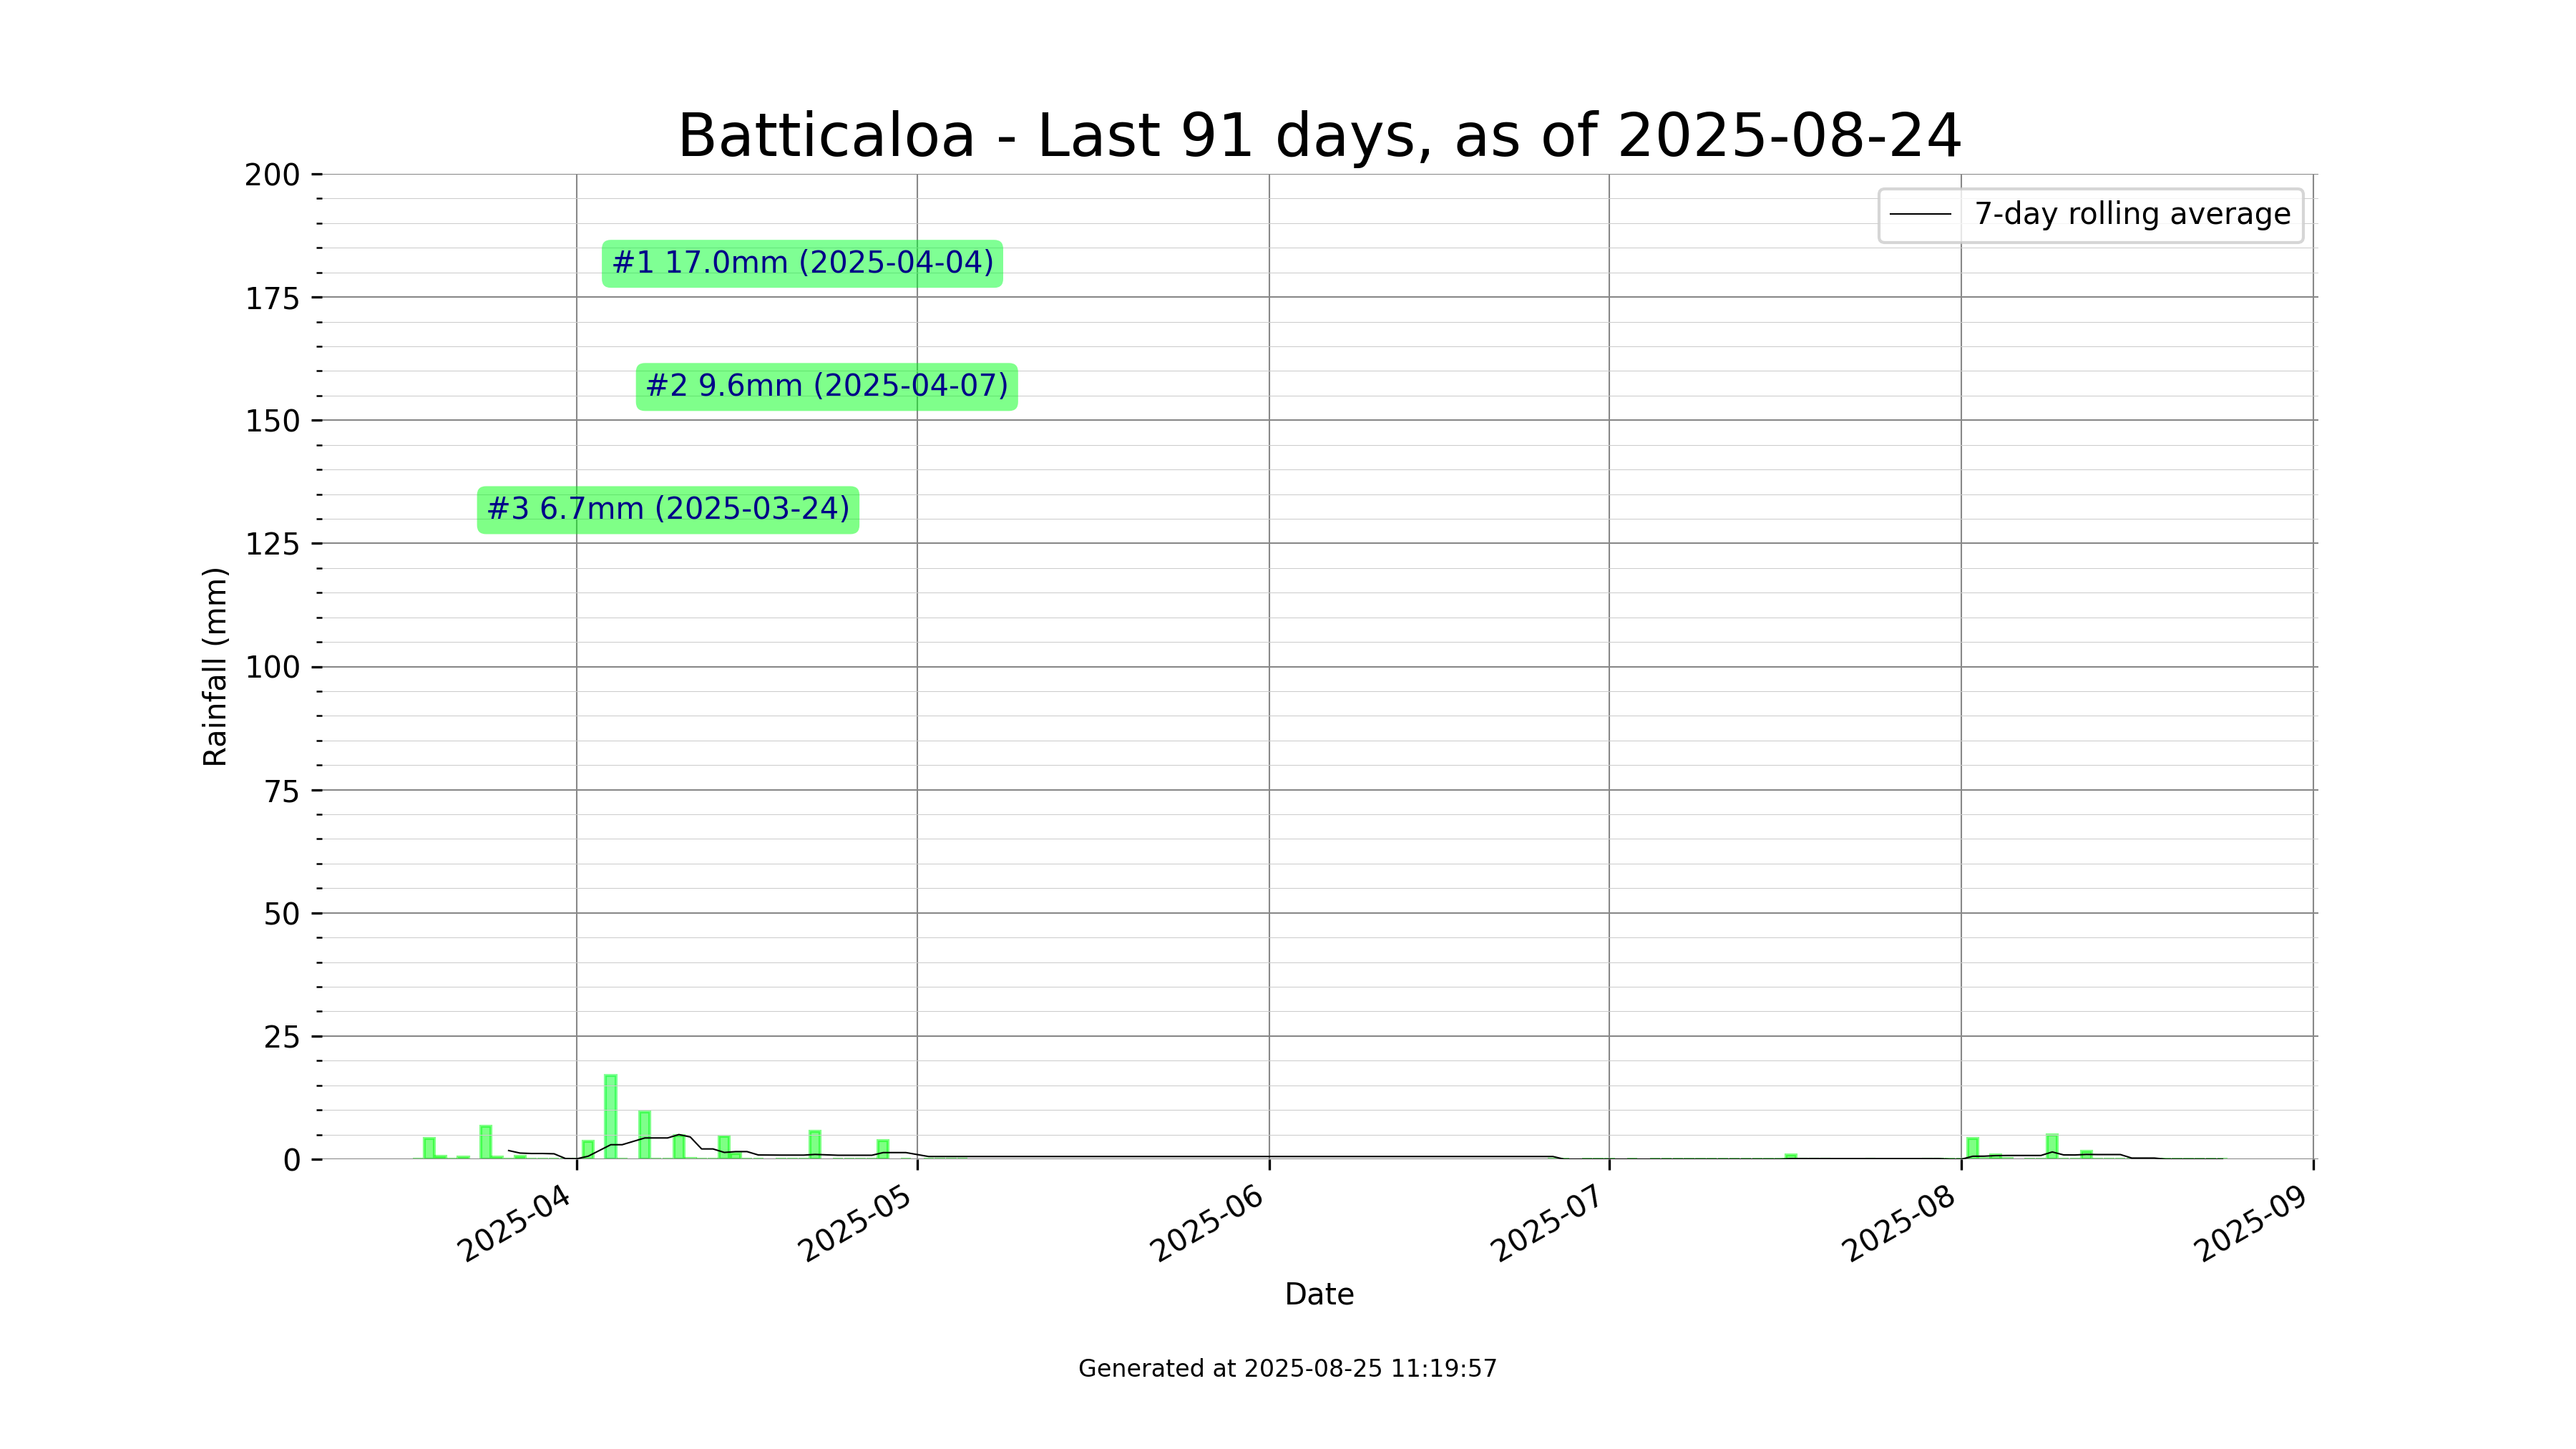 Batticaloa - Last 91 days, as of 2025-08-24
200
175
150
125
100
75
50
25
0
Rainfall (mm)
7-day rolling average
#1 17.0mm (2025-04-04)
#2 9.6mm (2025-04-07)
#3 6.7mm (2025-03-24)
2025-04
2025-05
2025-06
2025-07
2025-08
2025-09
Date
Generated at 2025-08-25 11:19:57